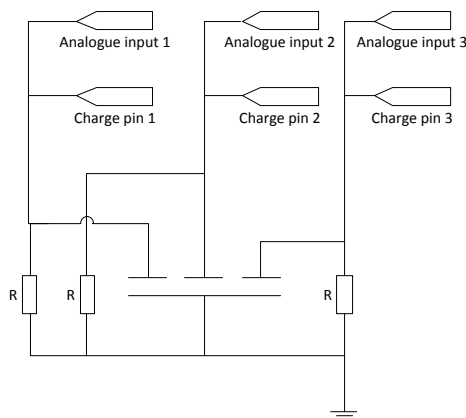 Analogue input 1
Analogue input 2
Analogue input 3
Charge pin 1
Charge pin 2
Charge pin 3
R
R
R